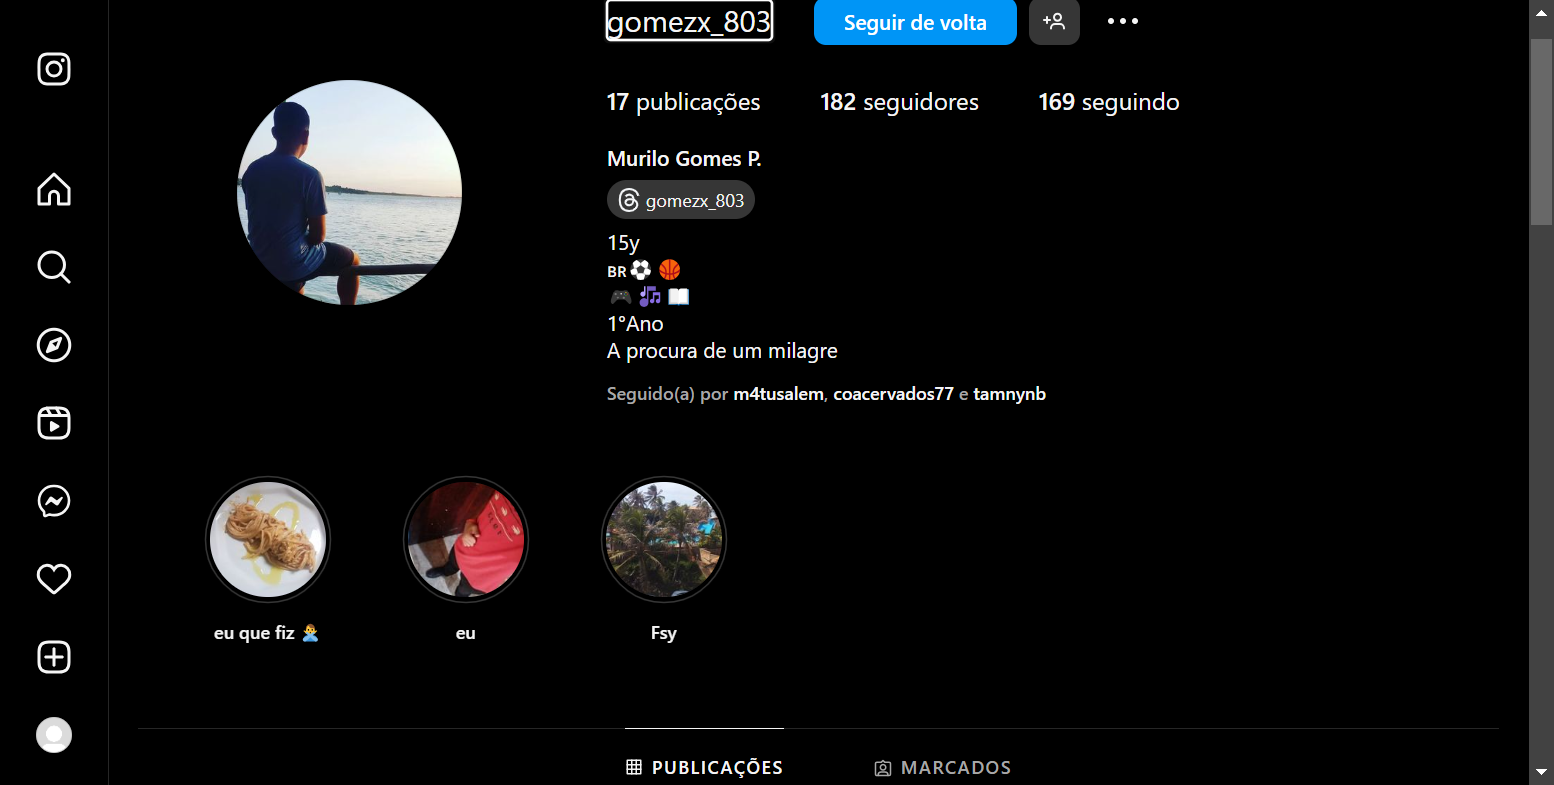 gomezx_803
Seguir de volta
17 publicações 182 seguidores 169 seguindo
Murilo Gomes P.
gomezx_803
15y
BR⚽🏀
🎮🎶📖
1°Ano
A procura de um milagre
Seguido(a) por m4tusalem, coacervados77 e tamnynb
eu que fiz 🙎‍♂️
eu
Fsy
PUBLICAÇÕES
MARCADOS